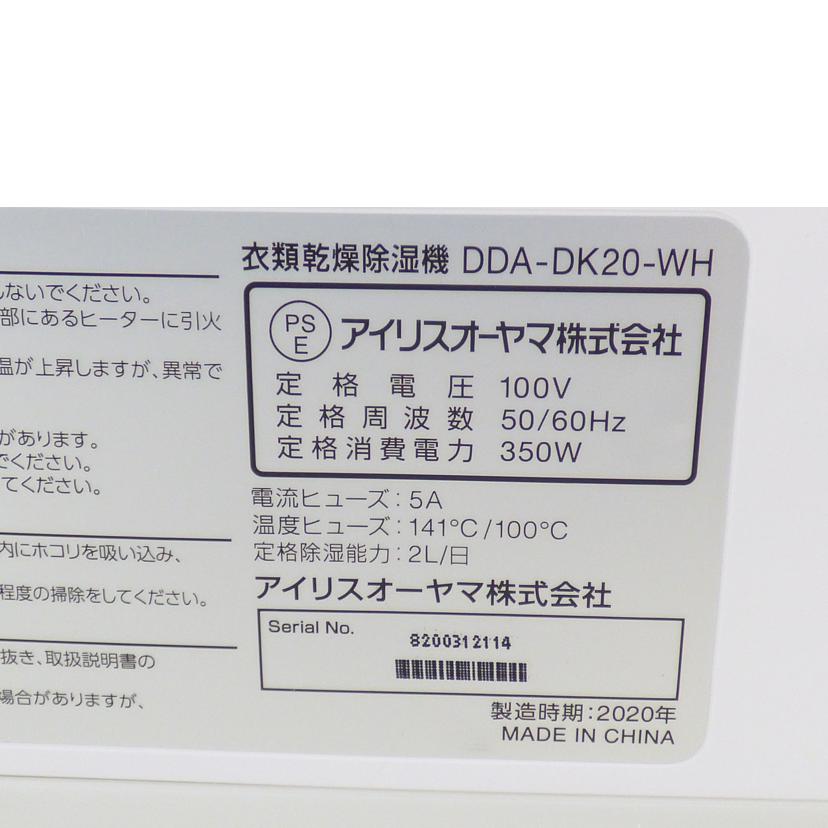 しないでください。
部にあるヒーターに引火
温が上昇しますが、異常で
があります。
でください。
てください。
内にホコリを吸い込み、
程度の掃除をしてください。
抜き、取扱説明書の
場合がありますが、
衣類乾燥除湿機 DDA-DK20-WH
PS
E
アイリスオーヤマ株式会社
定格電圧 100V
定格周波数 50/60Hz
定格消費電力 350W
電流ヒューズ：5A
温度ヒューズ：141℃/100℃
定格除湿能力：2L/日
アイリスオーヤマ株式会社
Serial No.
8200312114
製造時期：2020年
MADE IN CHINA